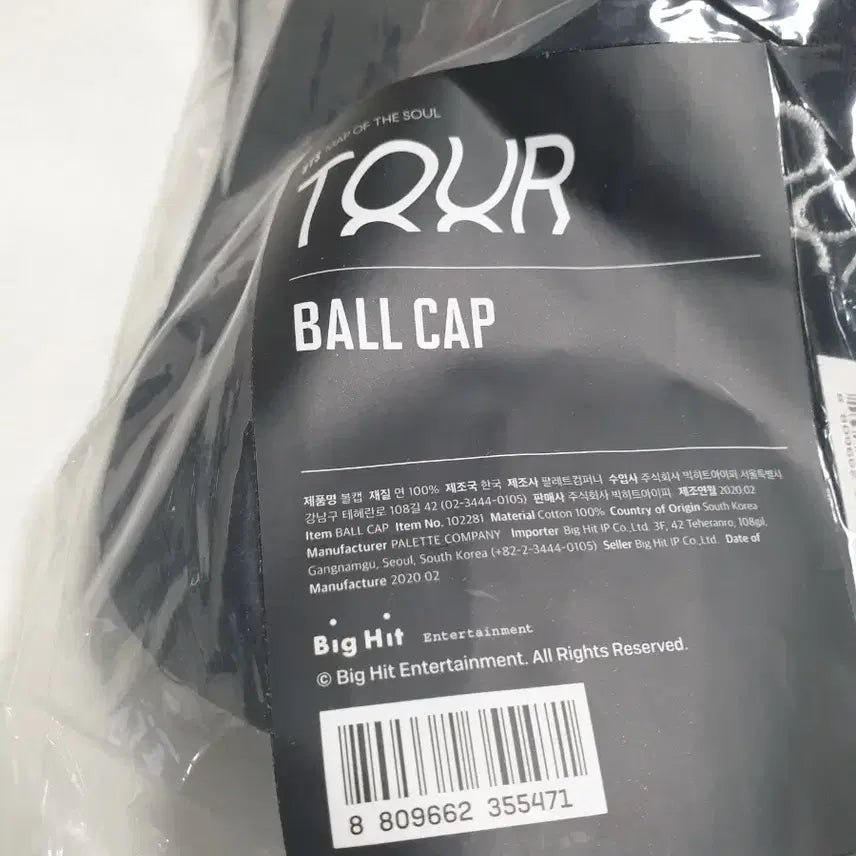 BTS MAP OF THE SOUL
TOUR
BALL CAP
제품명 볼캡 재질 면 100% 제조국 한국 제조사 팔레트컴퍼니 수입사 주식회사 빅히트아이피 서울특별시
강남구 테헤란로 108길 42 (02-3444-0105) 판매사 주식회사 빅히트아이피 제조연월 2020.02
Item BALL CAP Item No. 102281 Material Cotton 100% Country of Origin South Korea
Manufacturer PALETTE COMPANY Importer Big Hit IP Co.,Ltd. 3F, 42 Teheranro, 108gil,
Gangnamgu, Seoul, South Korea (+82-2-3444-0105) Seller Big Hit IP Co.,Ltd. Date of
Manufacture 2020 02
Big Hit Entertainment
© Big Hit Entertainment. All Rights Reserved.
8 809662 355471